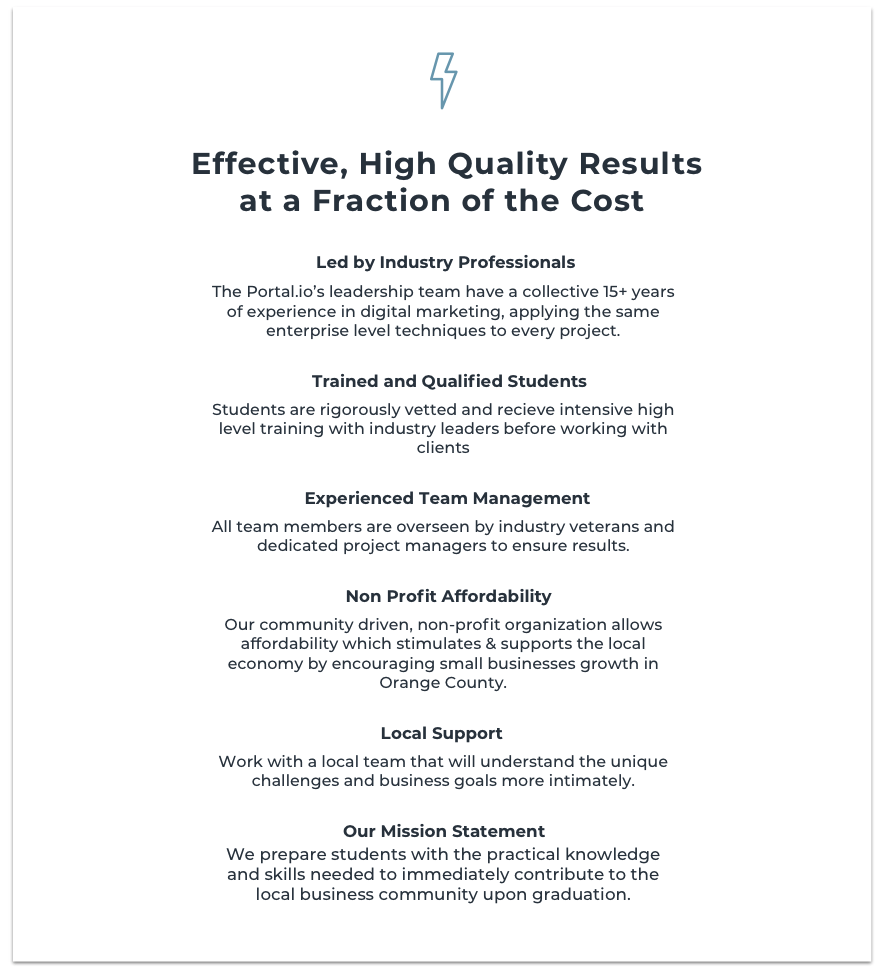 Effective, High Quality Results
at a Fraction of the Cost
Led by Industry Professionals
The Portal.io’s leadership team have a collective 15+ years
of experience in digital marketing, applying the same
enterprise level techniques to every project.
Trained and Qualified Students
Students are rigorously vetted and recieve intensive high
level training with industry leaders before working with
clients
Experienced Team Management
All team members are overseen by industry veterans and
dedicated project managers to ensure results.
Non Profit Affordability
Our community driven, non-profit organization allows
affordability which stimulates & supports the local
economy by encouraging small businesses growth in
Orange County.
Local Support
Work with a local team that will understand the unique
challenges and business goals more intimately.
Our Mission Statement
We prepare students with the practical knowledge
and skills needed to immediately contribute to the
local business community upon graduation.